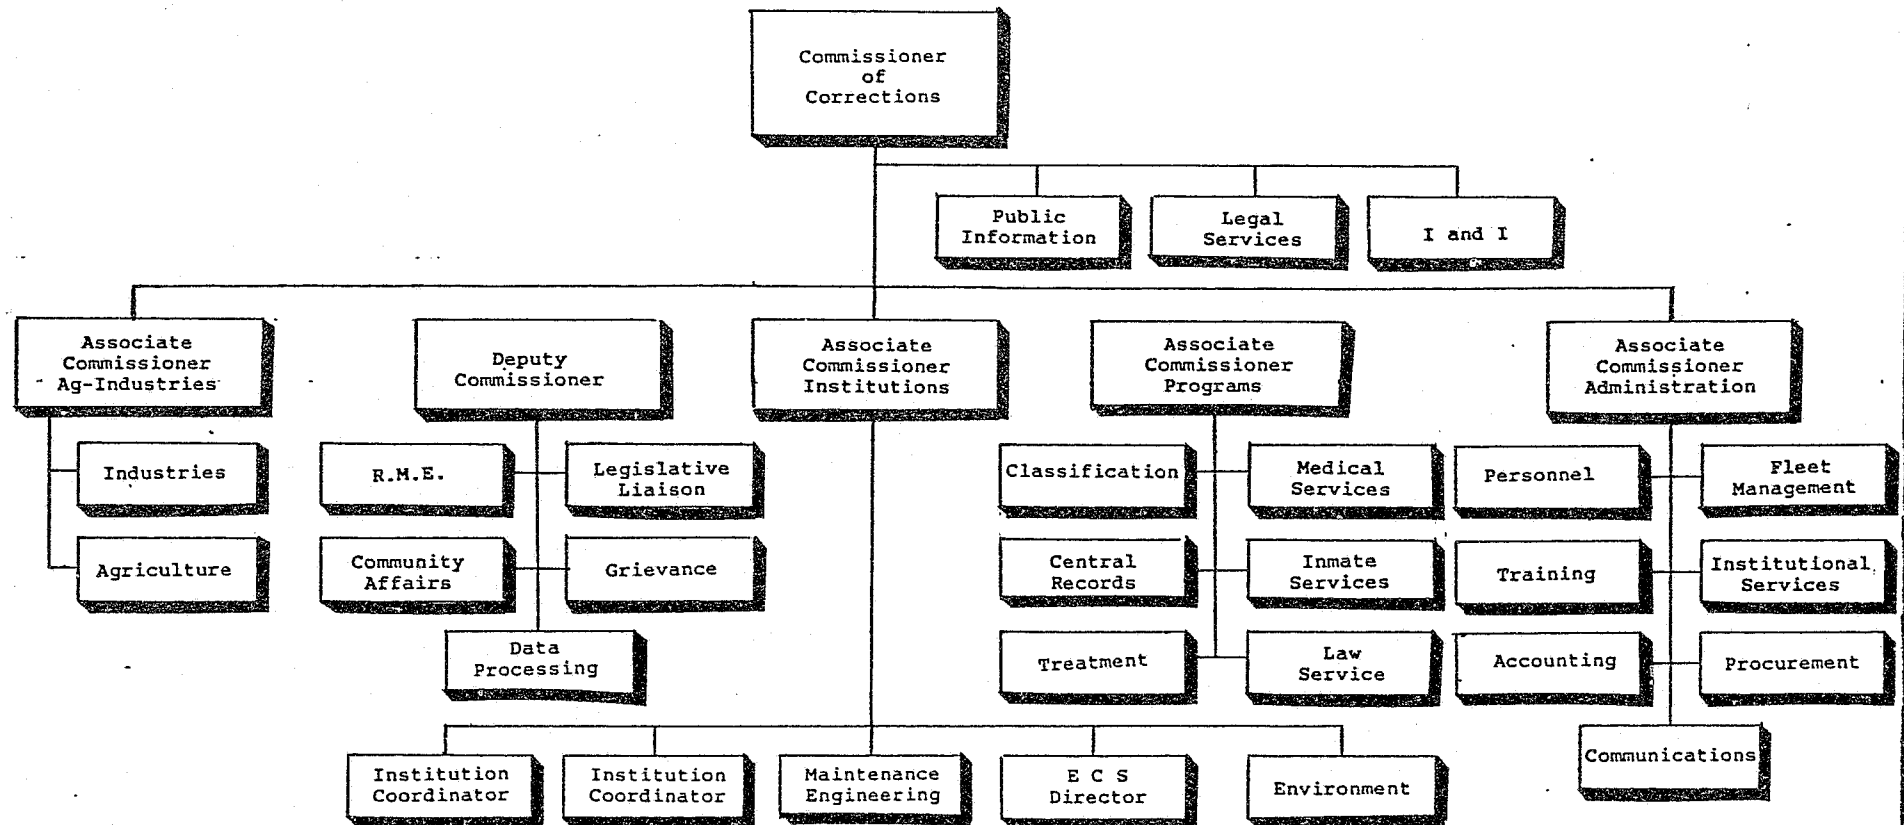 Commissioner
of
Corrections
Public
Information
Legal
Services
I and I
Associate
Commissioner
Ag-Industries
Deputy
Commissioner
Associate
Commissioner
Institutions
Associate
Commissioner
Programs
Associate
Commissioner
Administration
Industries
Agriculture
R.M.E.
Legislative
Liaison
Community
Affairs
Grievance
Data
Processing
Classification
Medical
Services
Central
Records
Inmate
Services
Treatment
Law
Service
Personnel
Fleet
Management
Training
Institutional
Services
Accounting
Procurement
Communications
Institution
Coordinator
Institution
Coordinator
Maintenance
Engineering
E C S
Director
Environment